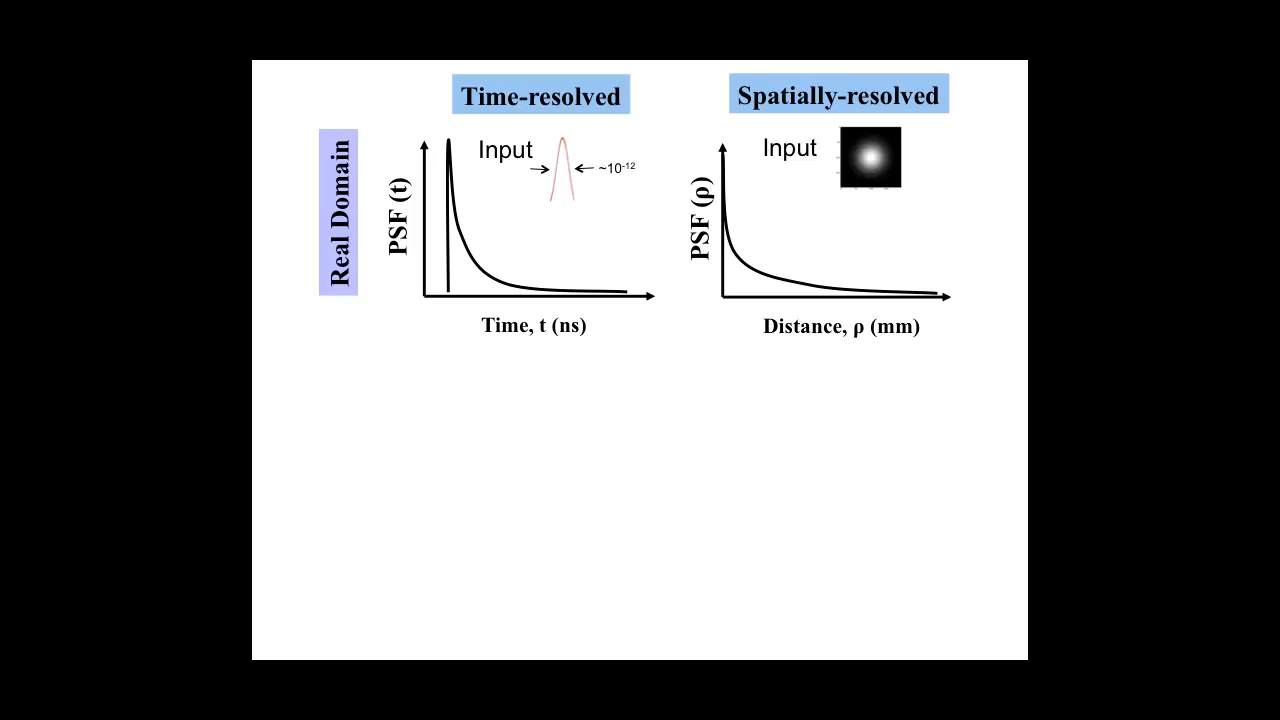 Time-resolved
Spatially-resolved
Real Domain
PSF (t)
Input
~10⁻¹²
Time, t (ns)
PSF (ρ)
Input
Distance, ρ (mm)